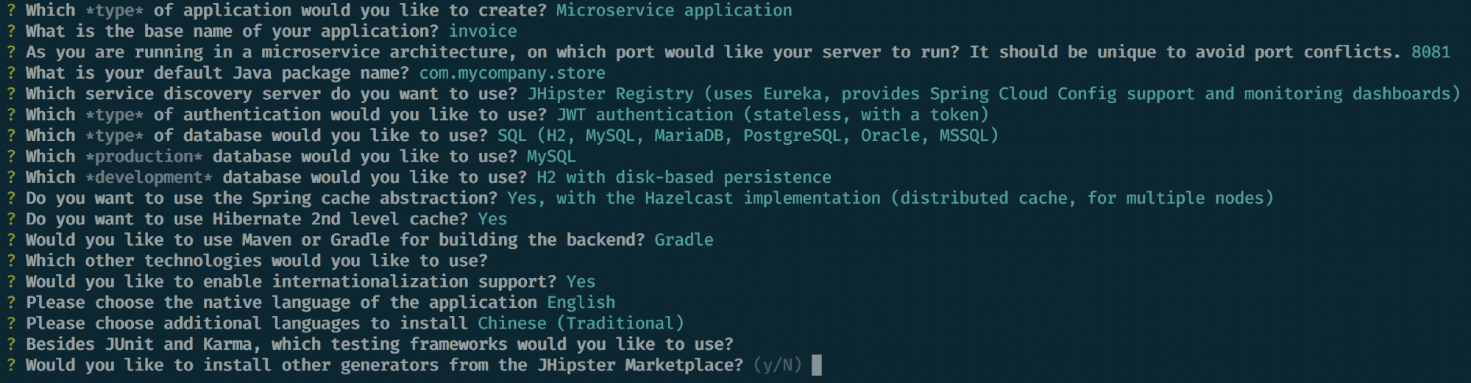 ? Which *type* of application would you like to create? Microservice application
? What is the base name of your application? invoice
? As you are running in a microservice architecture, on which port would like your server to run? It should be unique to avoid port conflicts. 8081
? What is your default Java package name? com.mycompany.store
? Which service discovery server do you want to use? JHipster Registry (uses Eureka, provides Spring Cloud Config support and monitoring dashboards)
? Which *type* of authentication would you like to use? JWT authentication (stateless, with a token)
? Which *type* of database would you like to use? SQL (H2, MySQL, MariaDB, PostgreSQL, Oracle, MSSQL)
? Which *production* database would you like to use? MySQL
? Which *development* database would you like to use? H2 with disk-based persistence
? Do you want to use the Spring cache abstraction? Yes, with the Hazelcast implementation (distributed cache, for multiple nodes)
? Do you want to use Hibernate 2nd level cache? Yes
? Would you like to use Maven or Gradle for building the backend? Gradle
? Which other technologies would you like to use?
? Would you like to enable internationalization support? Yes
? Please choose the native language of the application English
? Please choose additional languages to install Chinese (Traditional)
? Besides JUnit and Karma, which testing frameworks would you like to use?
? Would you like to install other generators from the JHipster Marketplace? (y/N)